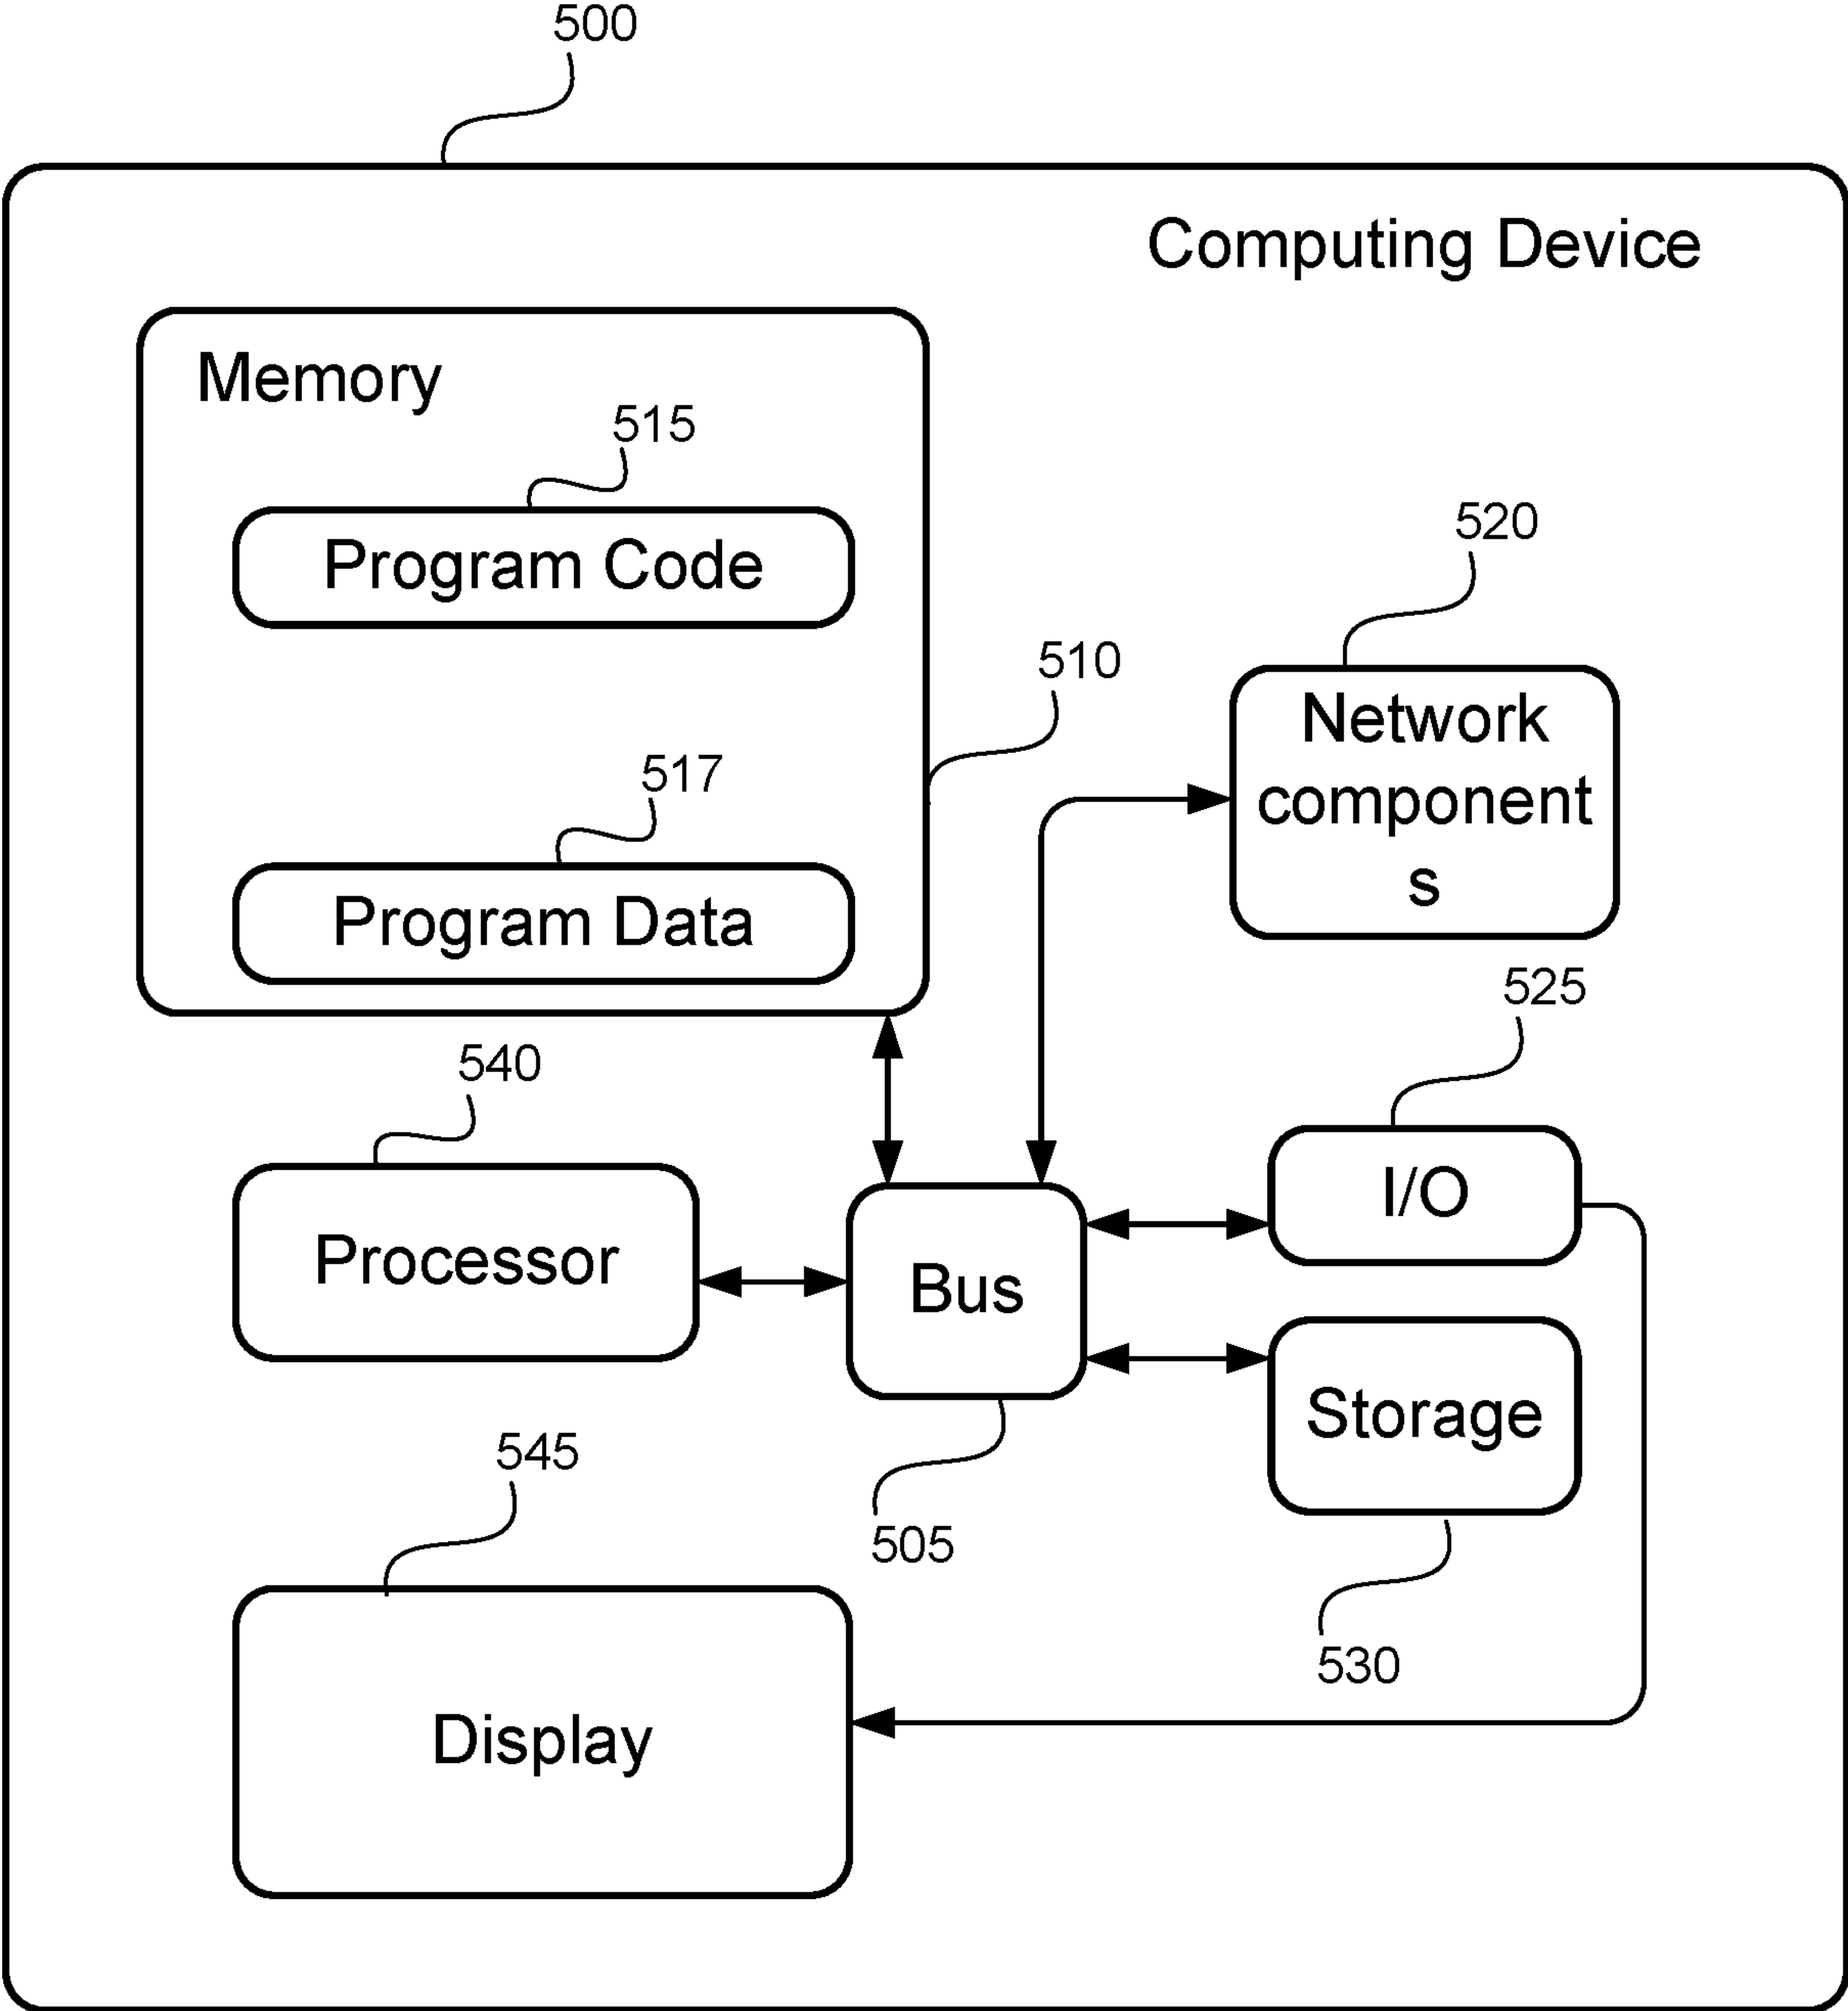 500
Computing Device
Memory
515
Program Code
520
510
Network
component
s
517
Program Data
525
540
I/O
Processor
Bus
Storage
545
505
530
Display